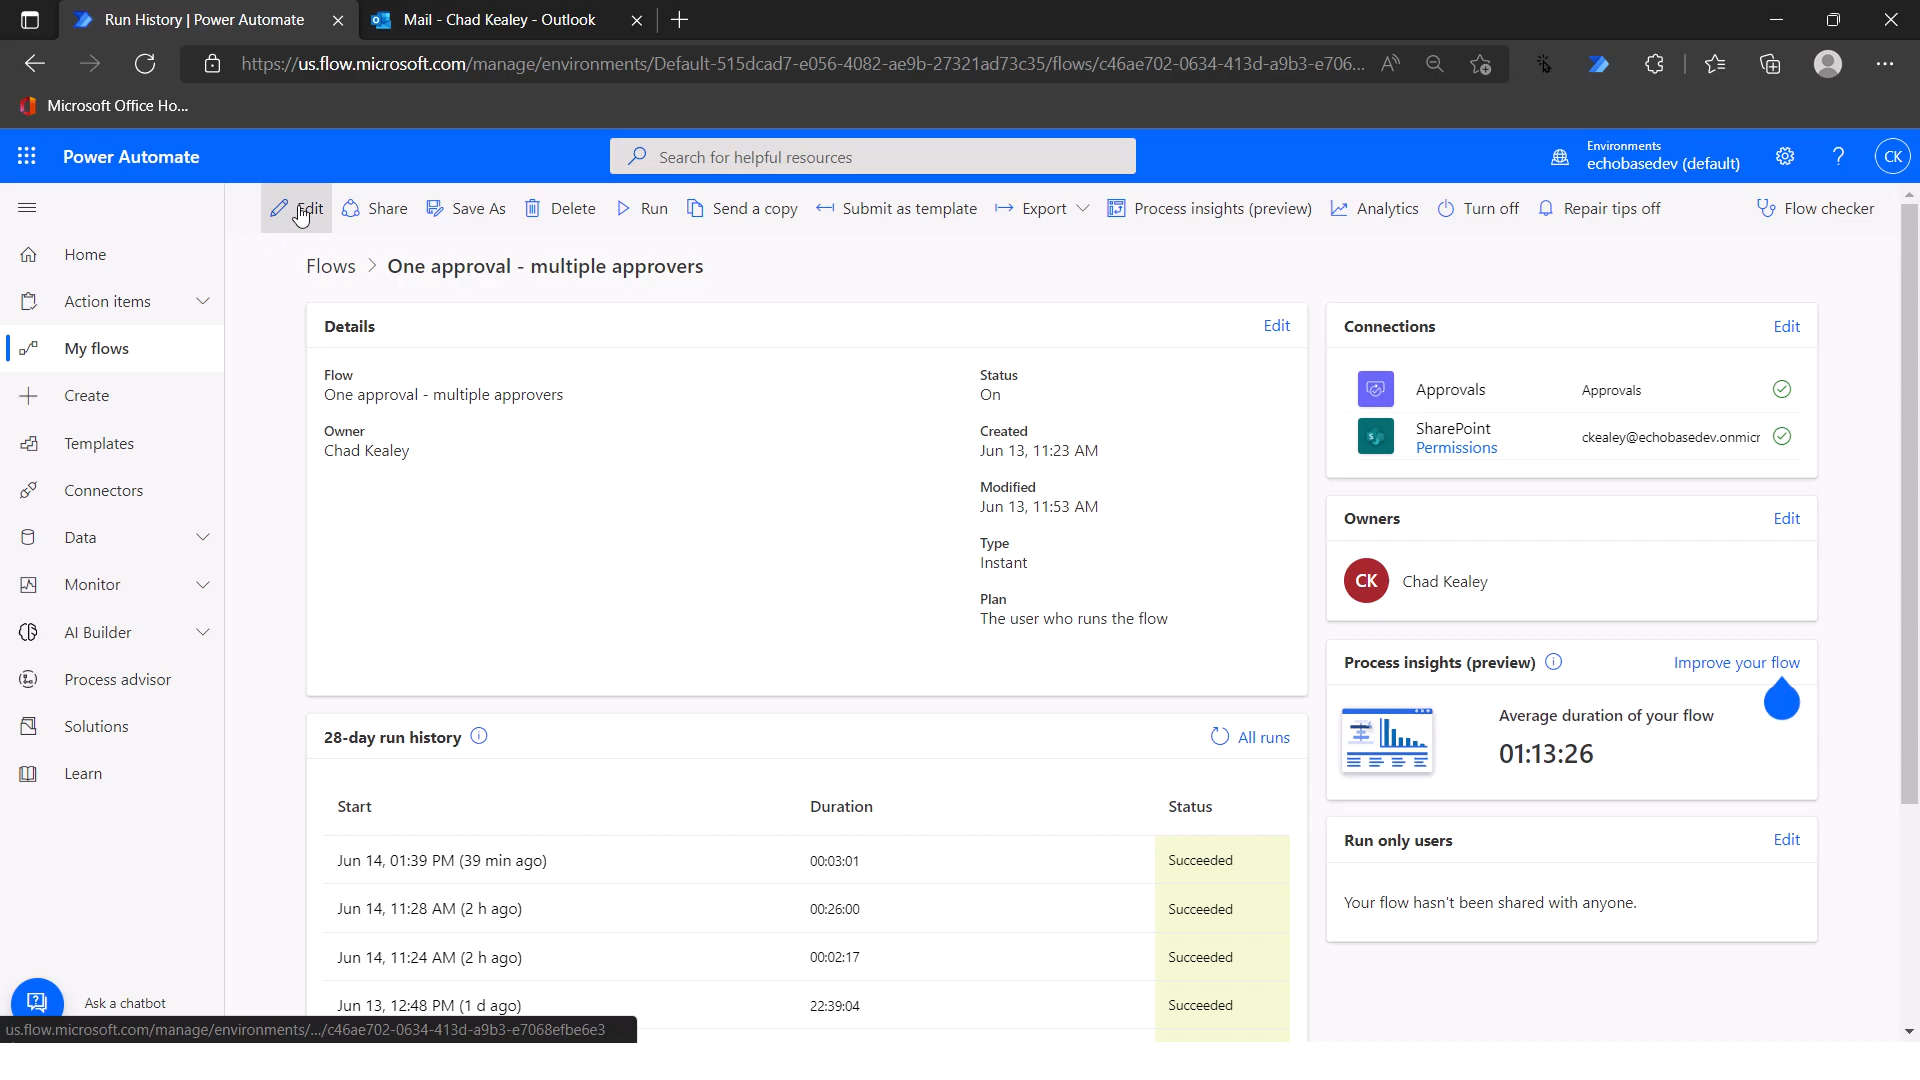 Run History | Power Automate
Mail - Chad Kealey - Outlook
https://us.flow.microsoft.com/manage/environments/Default-515dcad7-e056-4082-ae9b-27321ad73c35/flows/c46ae702-0634-413d-a9b3-e706...
Microsoft Office Ho...
Power Automate
Search for helpful resources
Environments
echobasedev (default)
CK
Edit Share Save As Delete Run Send a copy Submit as template Export Process insights (preview) Analytics Turn off Repair tips off Flow checker
Home
Action items
My flows
Create
Templates
Connectors
Data
Monitor
AI Builder
Process advisor
Solutions
Learn
Ask a chatbot
Flows > One approval - multiple approvers
Details Edit
Flow
One approval - multiple approvers
Owner
Chad Kealey
Status
On
Created
Jun 13, 11:23 AM
Modified
Jun 13, 11:53 AM
Type
Instant
Plan
The user who runs the flow
28-day run history All runs
Start Duration Status
Jun 14, 01:39 PM (39 min ago) 00:03:01 Succeeded
Jun 14, 11:28 AM (2 h ago) 00:26:00 Succeeded
Jun 14, 11:24 AM (2 h ago) 00:02:17 Succeeded
Jun 13, 12:48 PM (1 d ago) 22:39:04 Succeeded
Connections Edit
Approvals Approvals
SharePoint
Permissions
ckealey@echobasedev.onmicr
Owners Edit
CK Chad Kealey
Process insights (preview) Improve your flow
Average duration of your flow
01:13:26
Run only users Edit
Your flow hasn't been shared with anyone.
us.flow.microsoft.com/manage/environments/.../c46ae702-0634-413d-a9b3-e7068efbe6e3